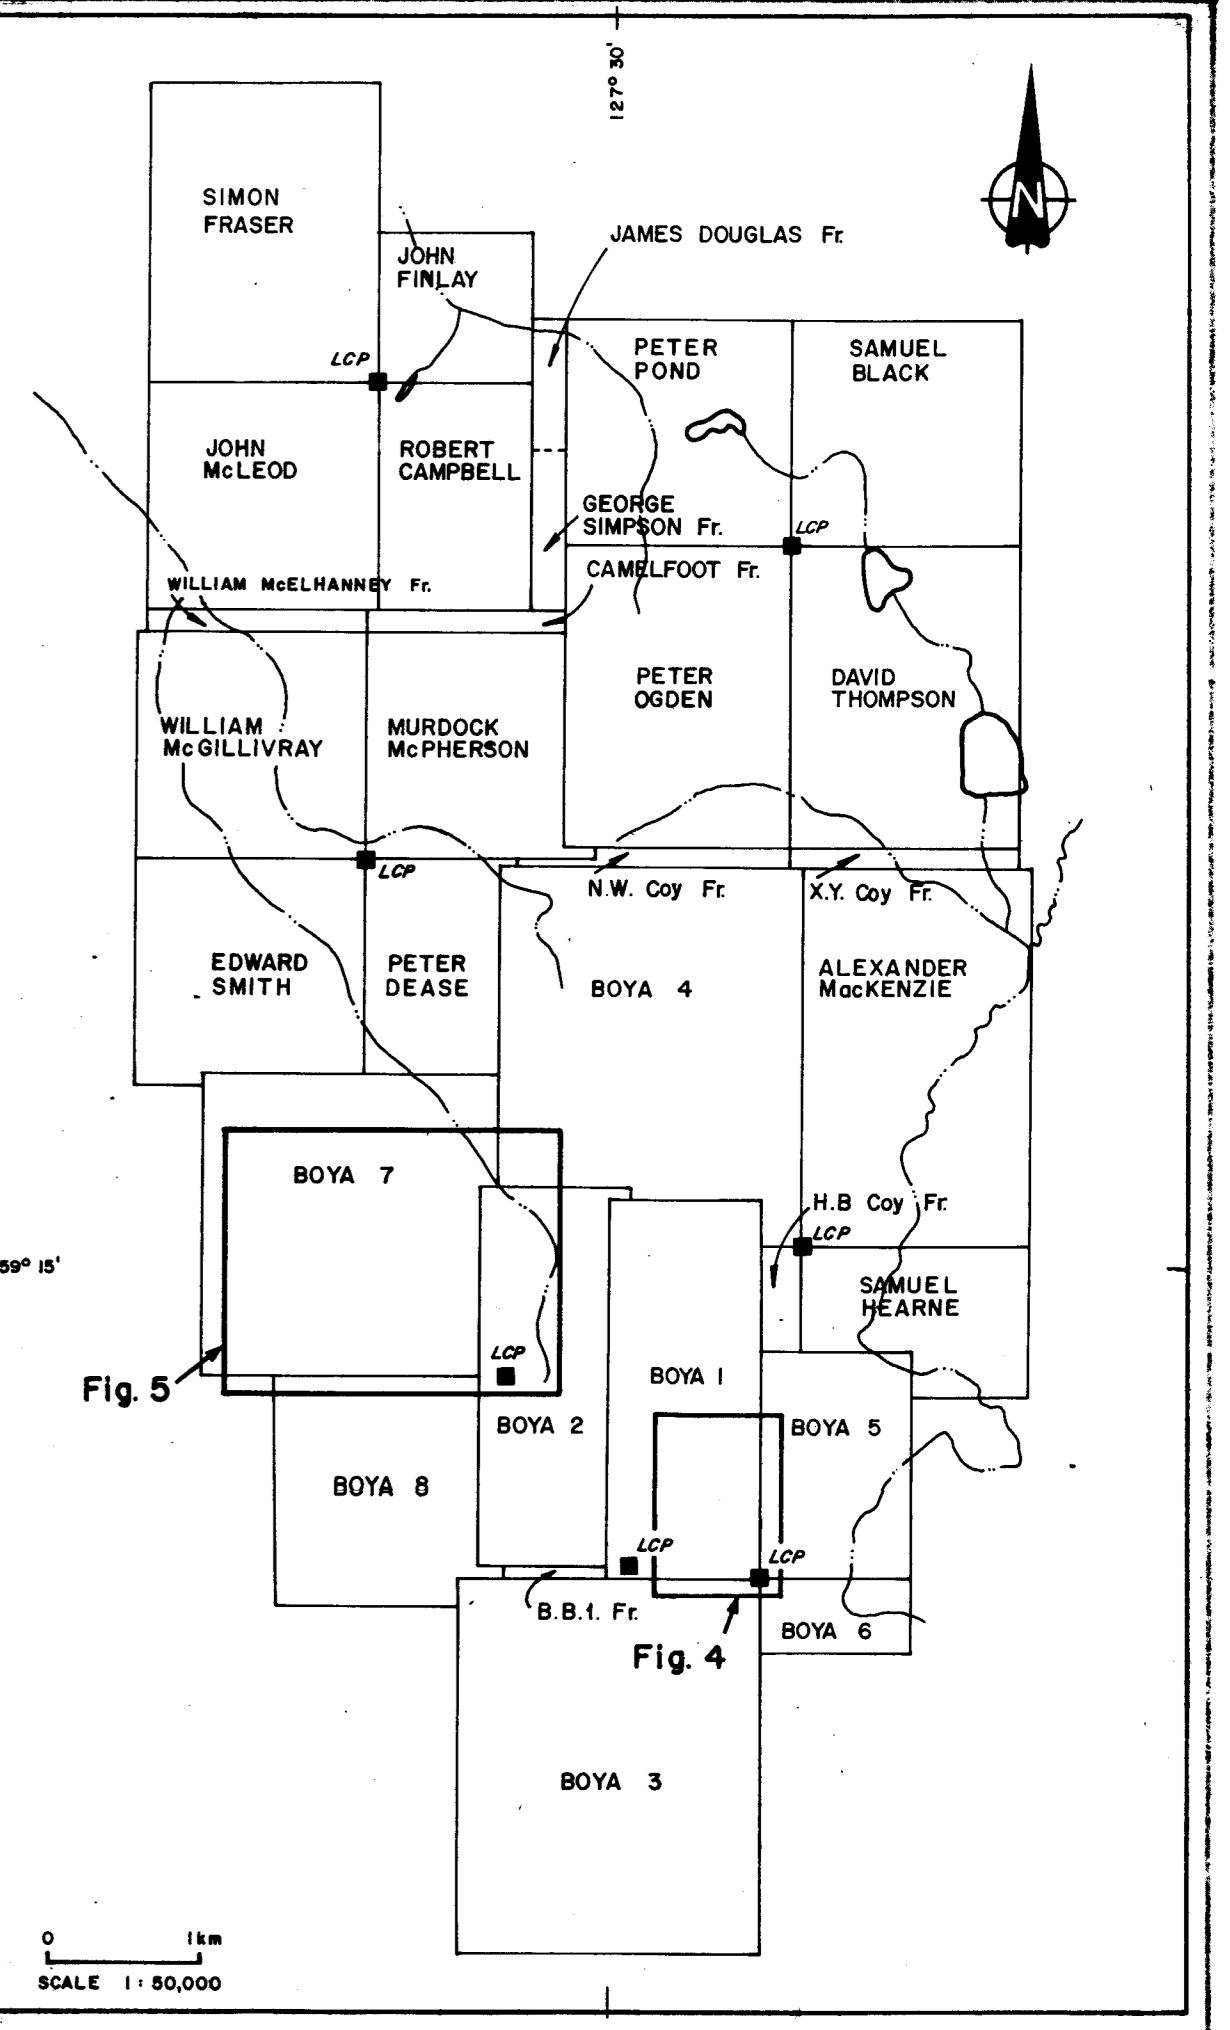 127° 30'
N
SIMON
FRASER
JAMES DOUGLAS Fr.
JOHN
FINLAY
PETER
POND
SAMUEL
BLACK
LCP
JOHN
McLEOD
ROBERT
CAMPBELL
GEORGE
SIMPSON Fr.
LCP
CAMELFOOT Fr.
WILLIAM McELHANNEY Fr.
PETER
OGDEN
DAVID
THOMPSON
WILLIAM
McGILLIVRAY
MURDOCK
McPHERSON
LCP
N.W. Coy Fr.
X.Y. Coy Fr.
EDWARD
SMITH
PETER
DEASE
BOYA 4
ALEXANDER
MacKENZIE
BOYA 7
H.B Coy Fr.
LCP
59° 15'
SAMUEL
HEARNE
LCP
BOYA 1
Fig. 5
BOYA 2
BOYA 5
BOYA 8
LCP
LCP
B.B.1. Fr.
BOYA 6
Fig. 4
BOYA 3
0 1km
SCALE 1 : 50,000